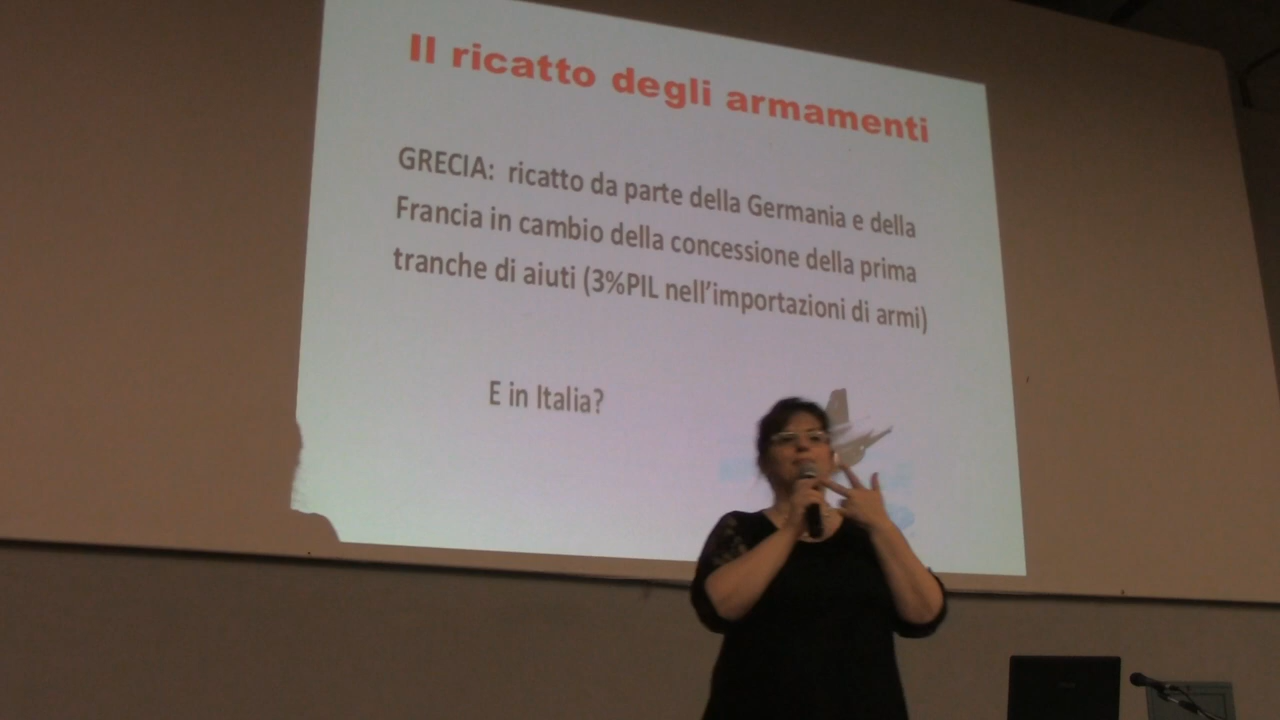 Il ricatto degli armamenti
GRECIA: ricatto da parte della Germania e della
Francia in cambio della concessione della prima
tranche di aiuti (3%PIL nell'importazioni di armi)
E in Italia?